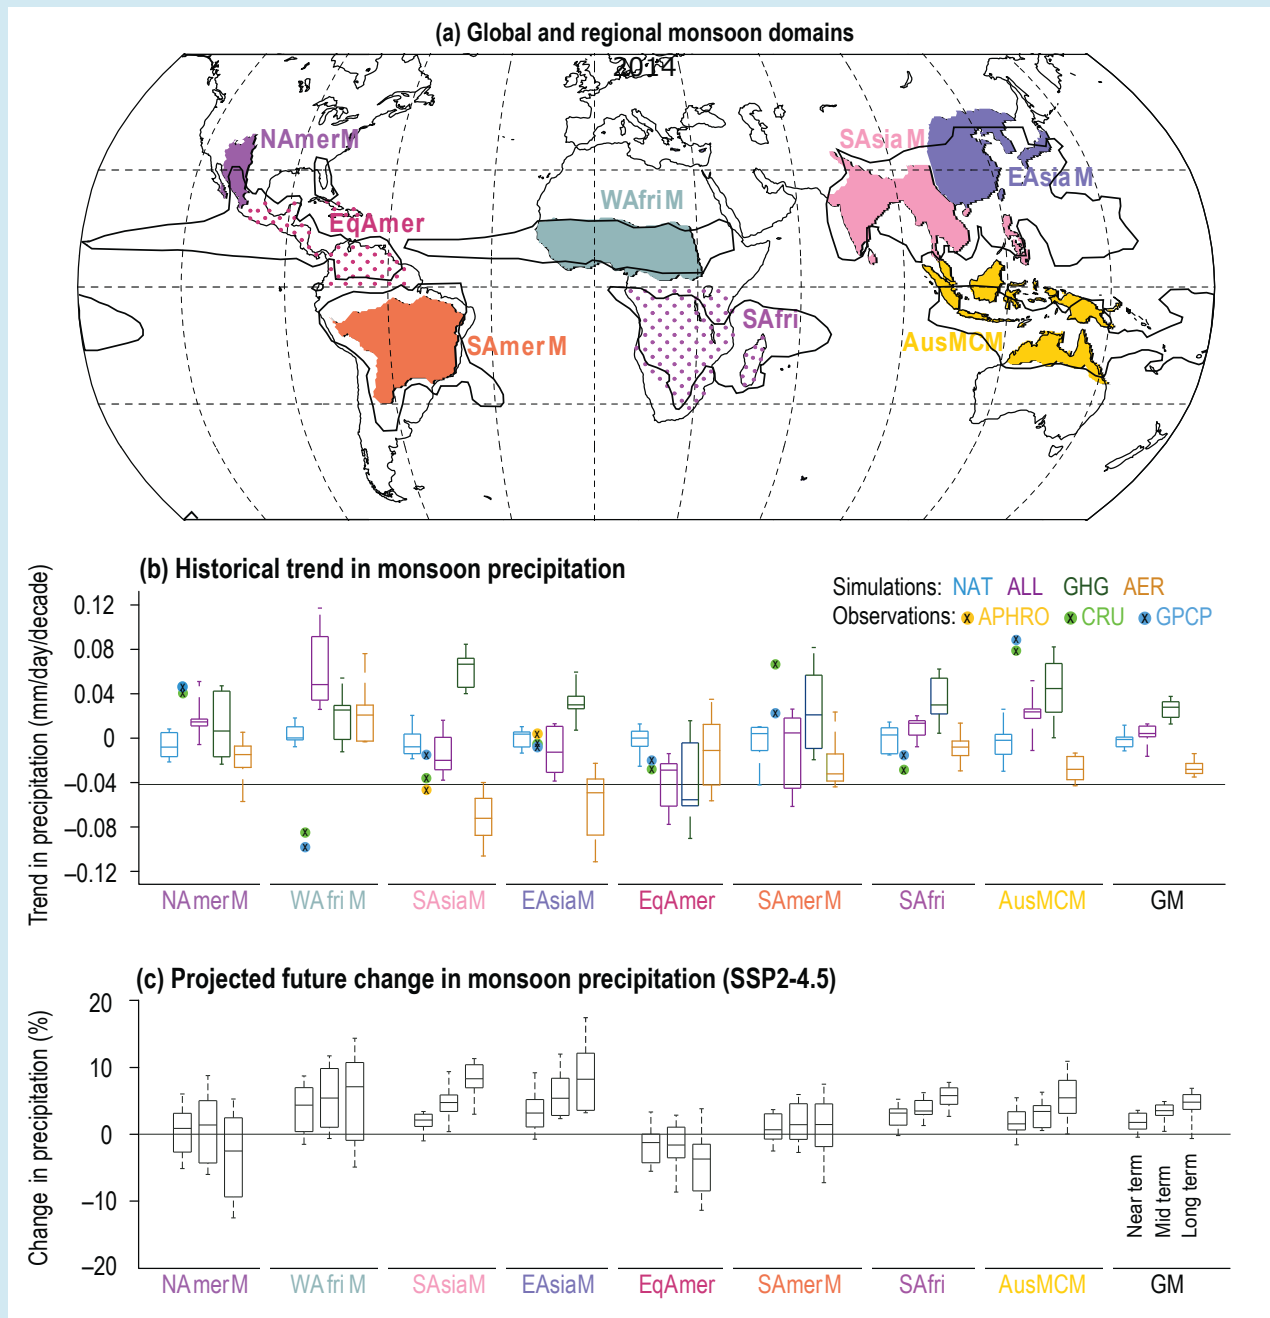 (a) Global and regional monsoon domains
2014
NAmerM
SAsiaM
EAsiaM
WAfriM
EqAmer
SAfri
SAmerM
AusMCM
(b) Historical trend in monsoon precipitation
Simulations: NAT ALL GHG AER
Observations: APHRO CRU GPCP
Trend in precipitation (mm/day/decade)
0.12
0.08
0.04
0
−0.04
−0.08
−0.12
NAmerM WAfriM SAsiaM EAsiaM EqAmer SAmerM SAfri AusMCM GM
(c) Projected future change in monsoon precipitation (SSP2-4.5)
Change in precipitation (%)
20
10
0
−10
−20
Near term
Mid term
Long term
NAmerM WAfriM SAsiaM EAsiaM EqAmer SAmerM SAfri AusMCM GM